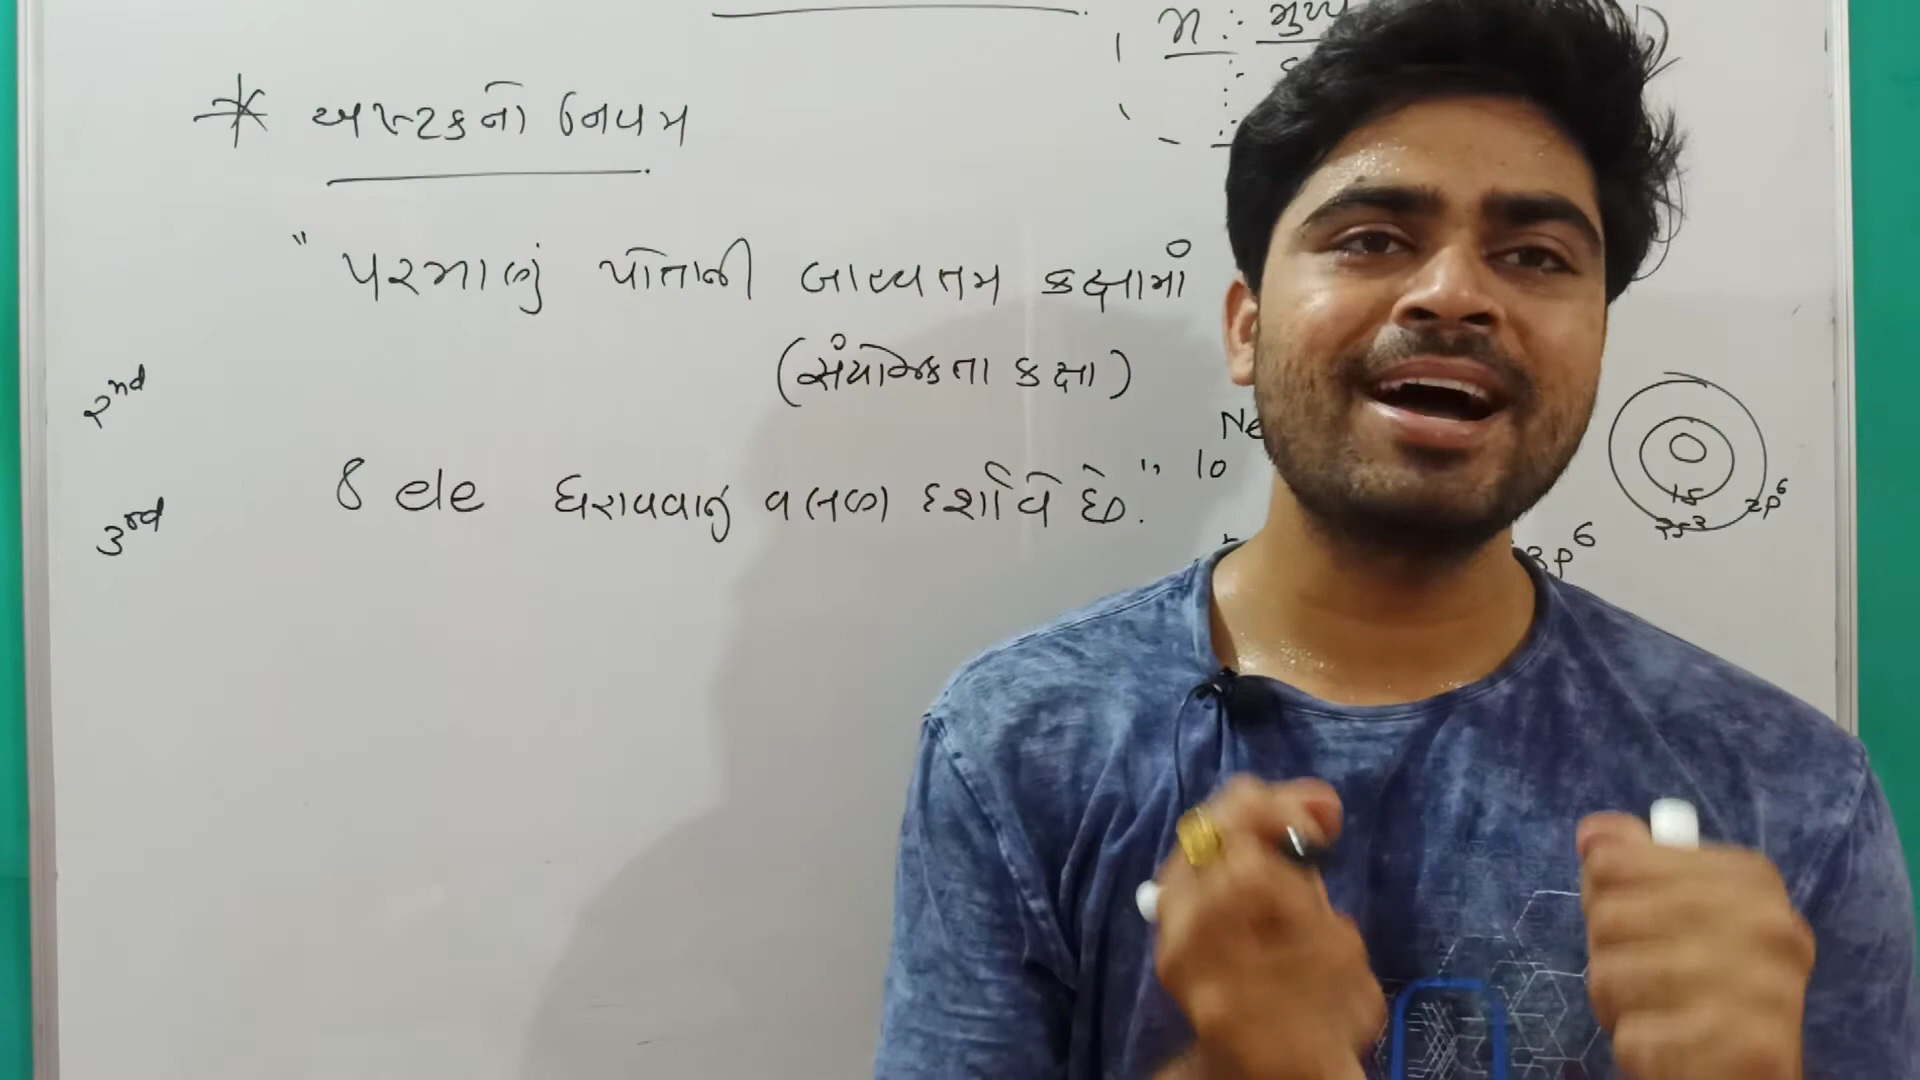 અષ્ટકનો નિયમ
" પરમાણું પોતાની બાહ્યતમ કક્ષામાં
(સંયોજકતા કક્ષા)
8 ele ધરાવવાનું વલણ દર્શાવે છે. "
2nd
3rd
Ne
10
3p6
1s
2p6